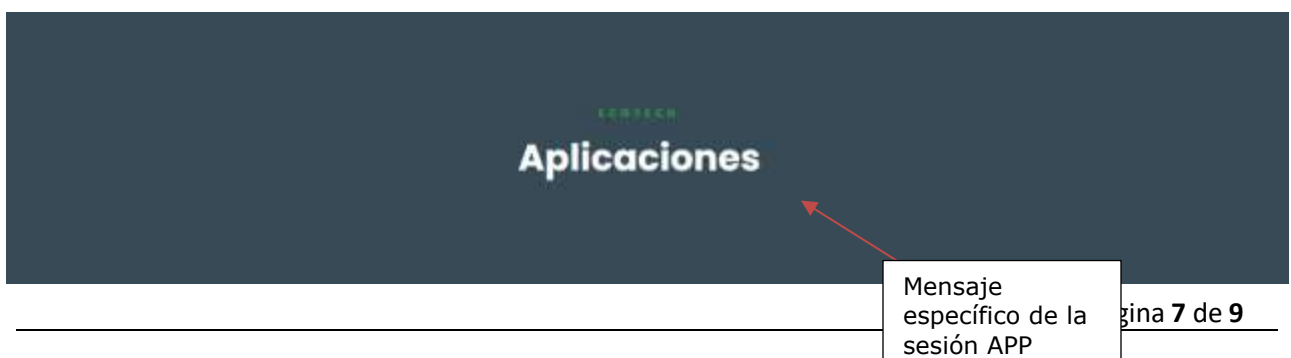 Aplicaciones
Mensaje
específico de la
sesión APP
gina 7 de 9